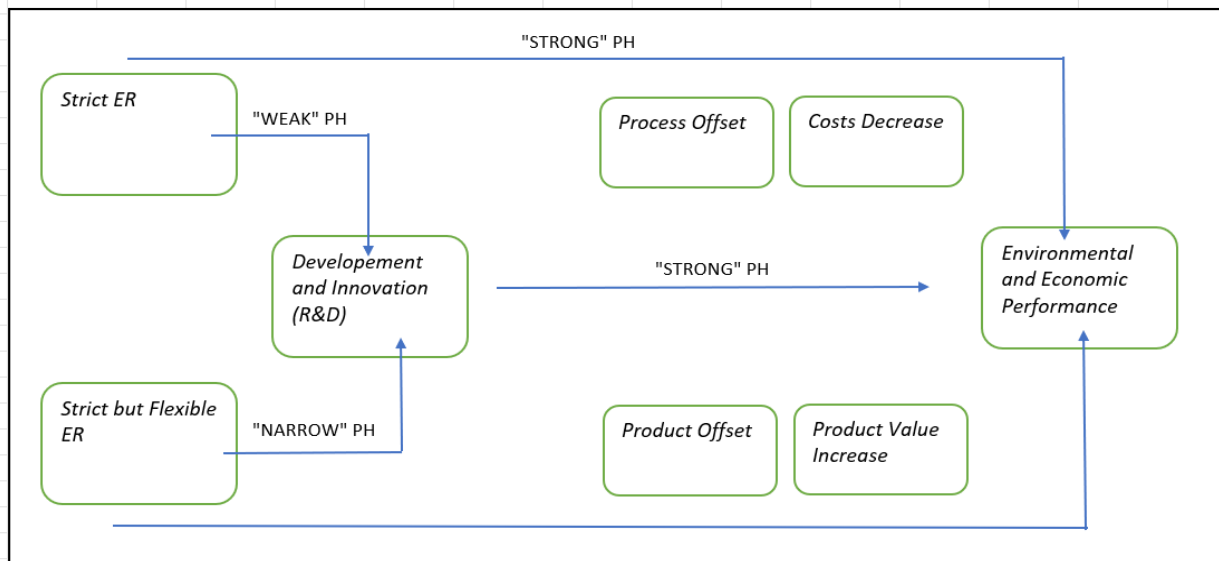 "STRONG" PH
Strict ER
"WEAK" PH
Process Offset
Costs Decrease
Developement
and Innovation
(R&D)
"STRONG" PH
Environmental
and Economic
Performance
Strict but Flexible
ER
"NARROW" PH
Product Offset
Product Value
Increase